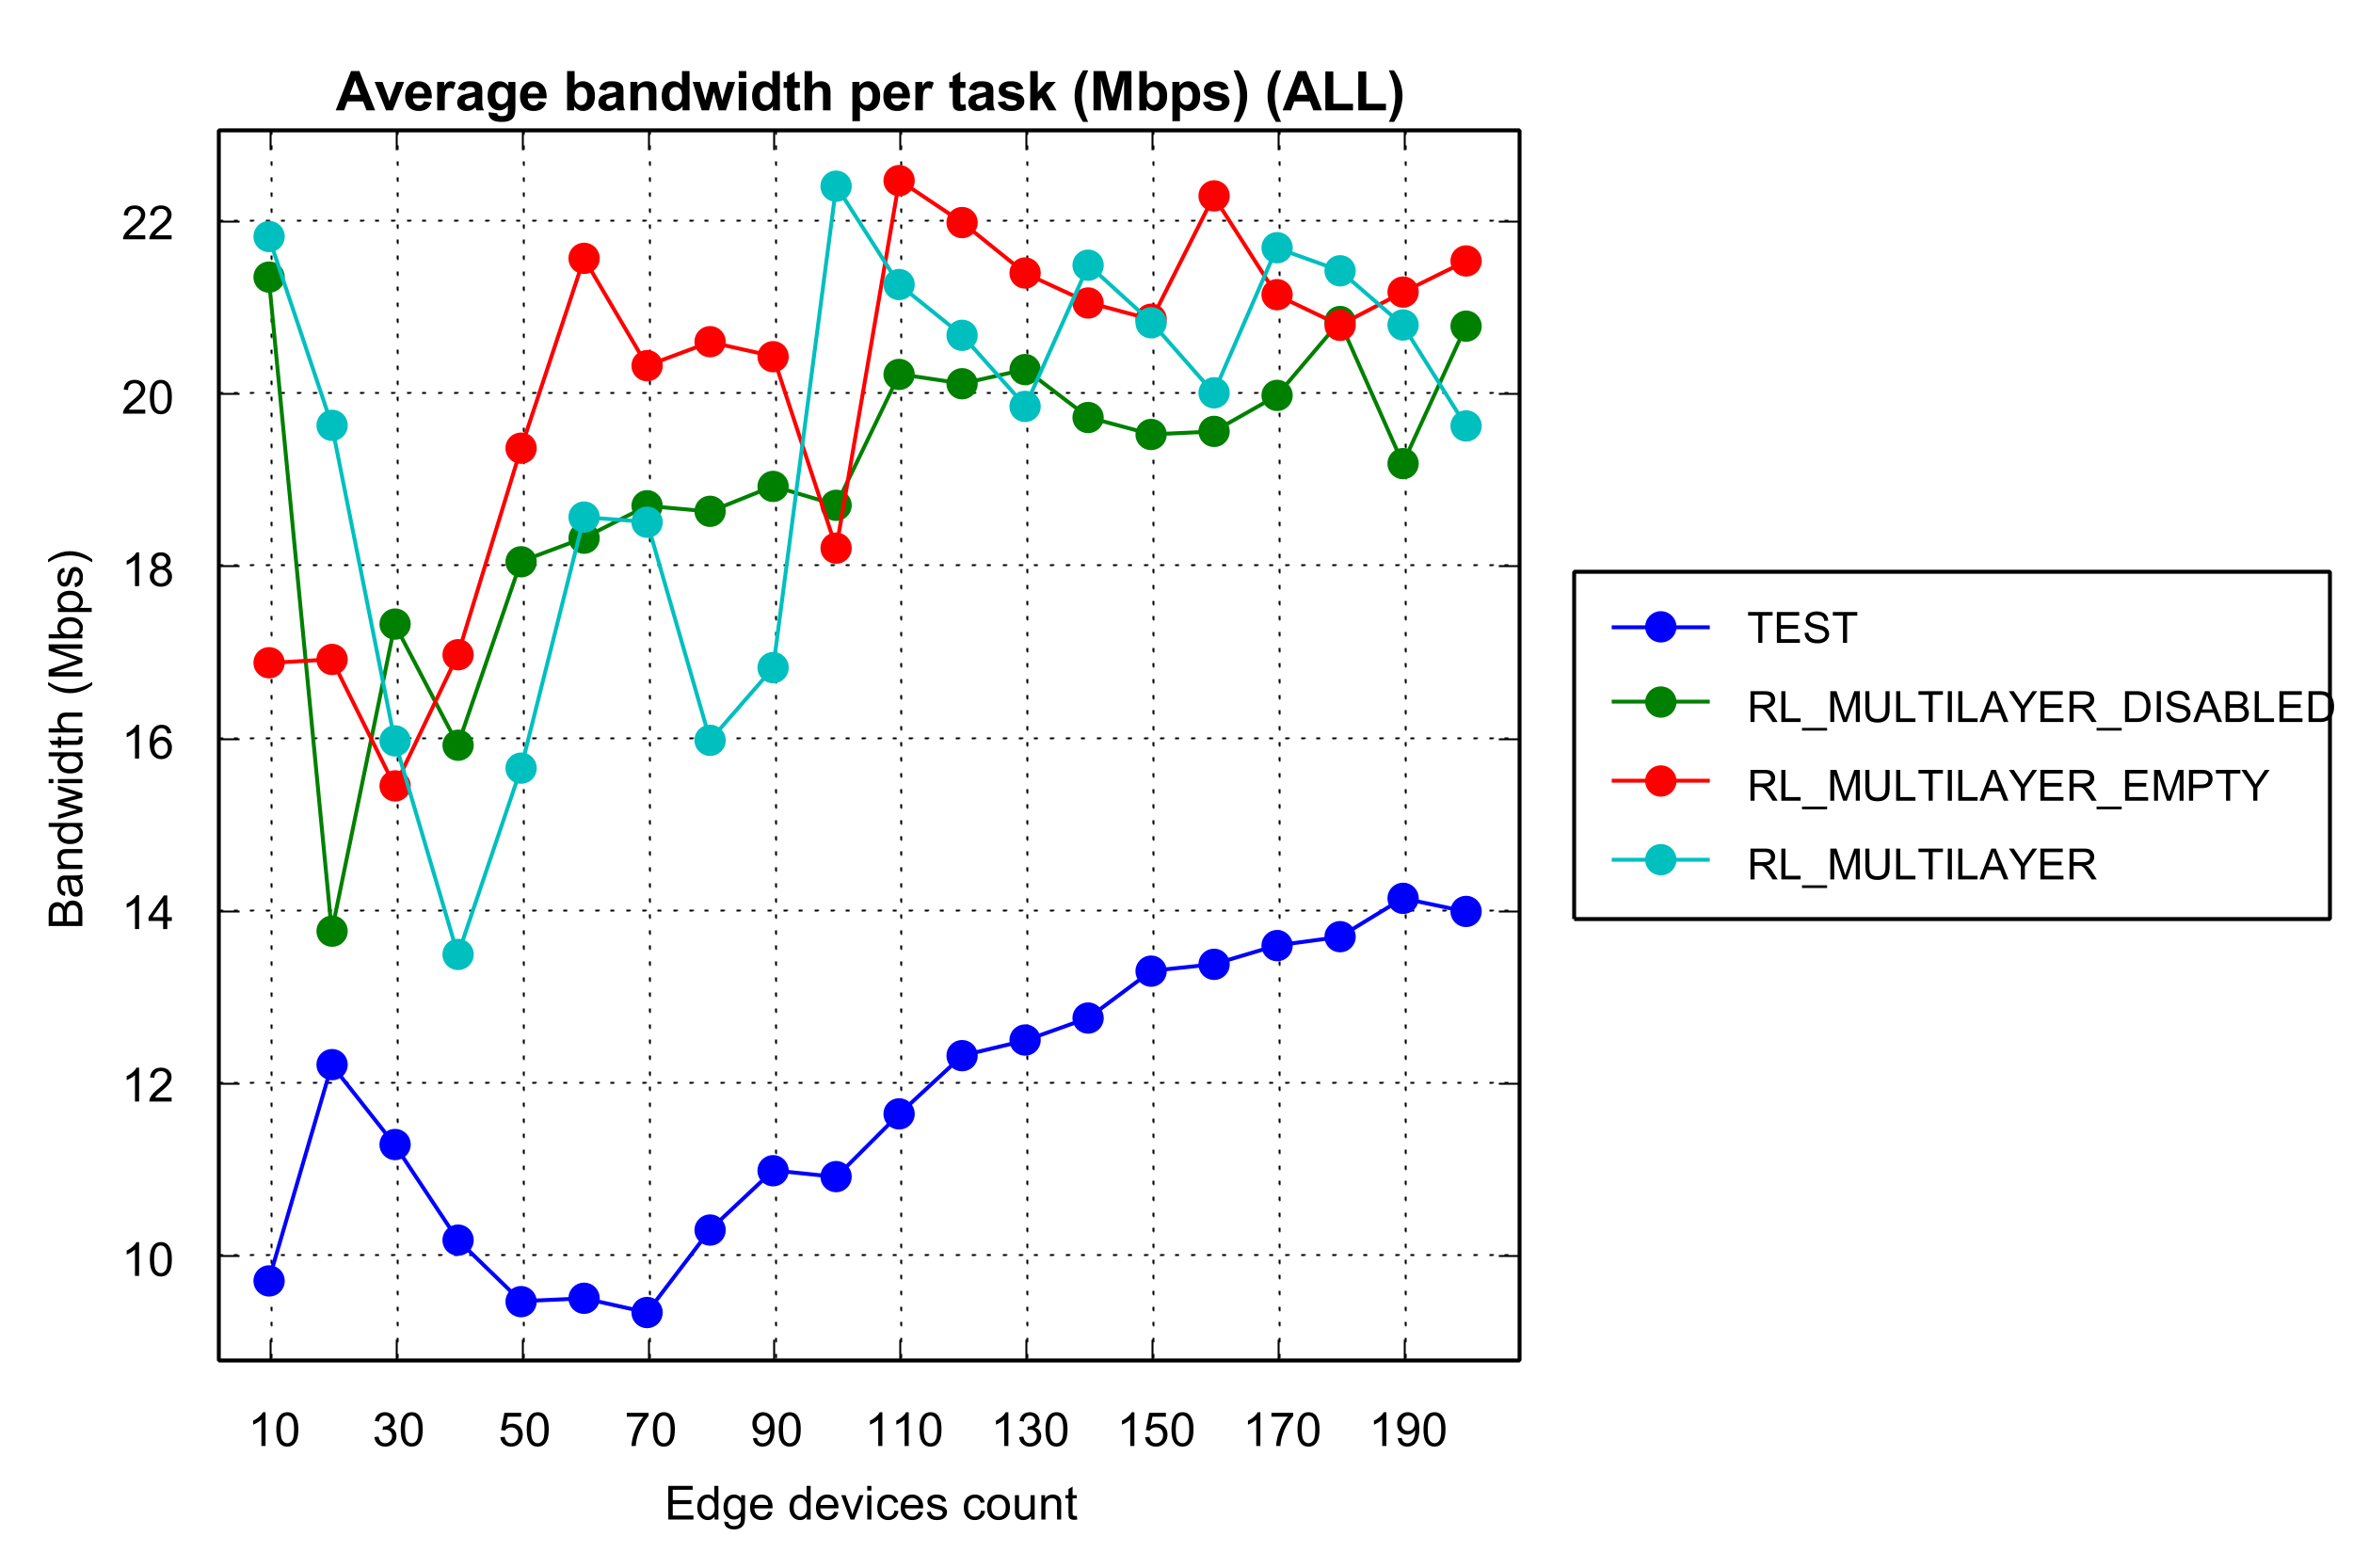 Average bandwidth per task (Mbps) (ALL)
22
20
18
16
14
12
10
Bandwidth (Mbps)
10 30 50 70 90 110 130 150 170 190
Edge devices count
TEST
RL_MULTILAYER_DISABLED
RL_MULTILAYER_EMPTY
RL_MULTILAYER